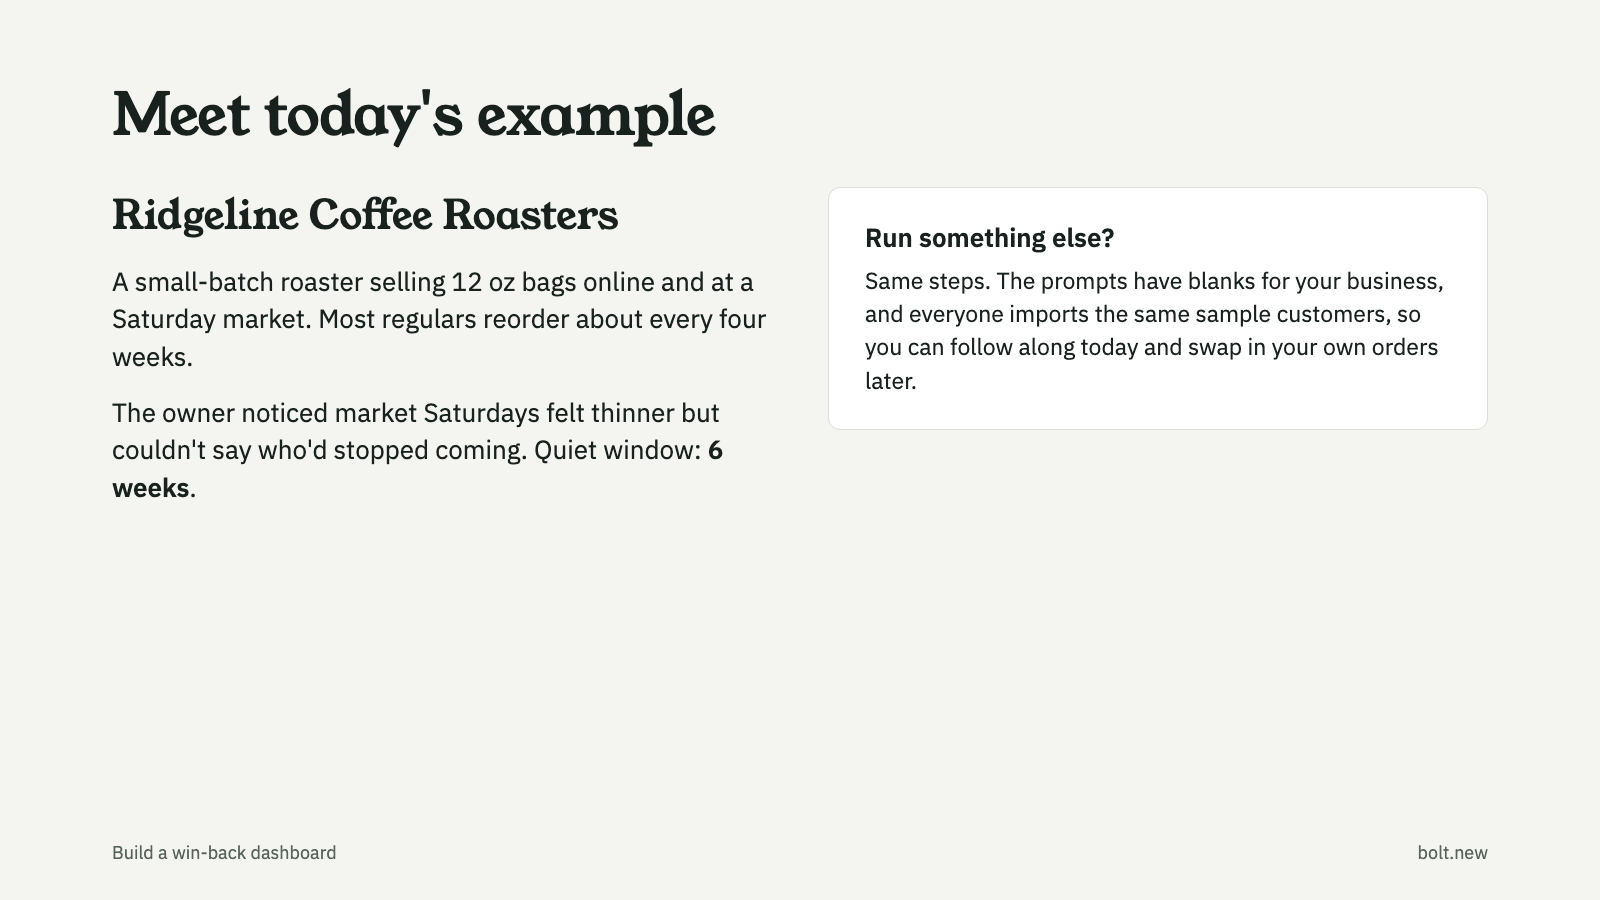 Meet today's example
Ridgeline Coffee Roasters
A small-batch roaster selling 12 oz bags online and at a
Saturday market. Most regulars reorder about every four
weeks.
The owner noticed market Saturdays felt thinner but
couldn't say who'd stopped coming. Quiet window: 6
weeks.
Run something else?
Same steps. The prompts have blanks for your business,
and everyone imports the same sample customers, so
you can follow along today and swap in your own orders
later.
Build a win-back dashboard
bolt.new